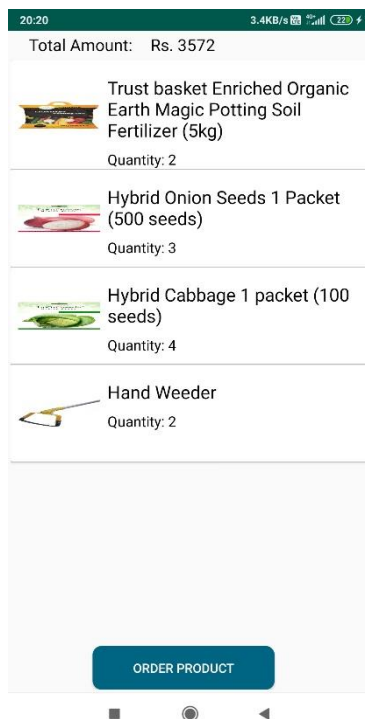 20:20 3.4KB/s 22
Total Amount: Rs. 3572
Trust basket Enriched Organic
Earth Magic Potting Soil
Fertilizer (5kg)
Quantity: 2
Hybrid Onion Seeds 1 Packet
(500 seeds)
Quantity: 3
Hybrid Cabbage 1 packet (100
seeds)
Quantity: 4
Hand Weeder
Quantity: 2
ORDER PRODUCT